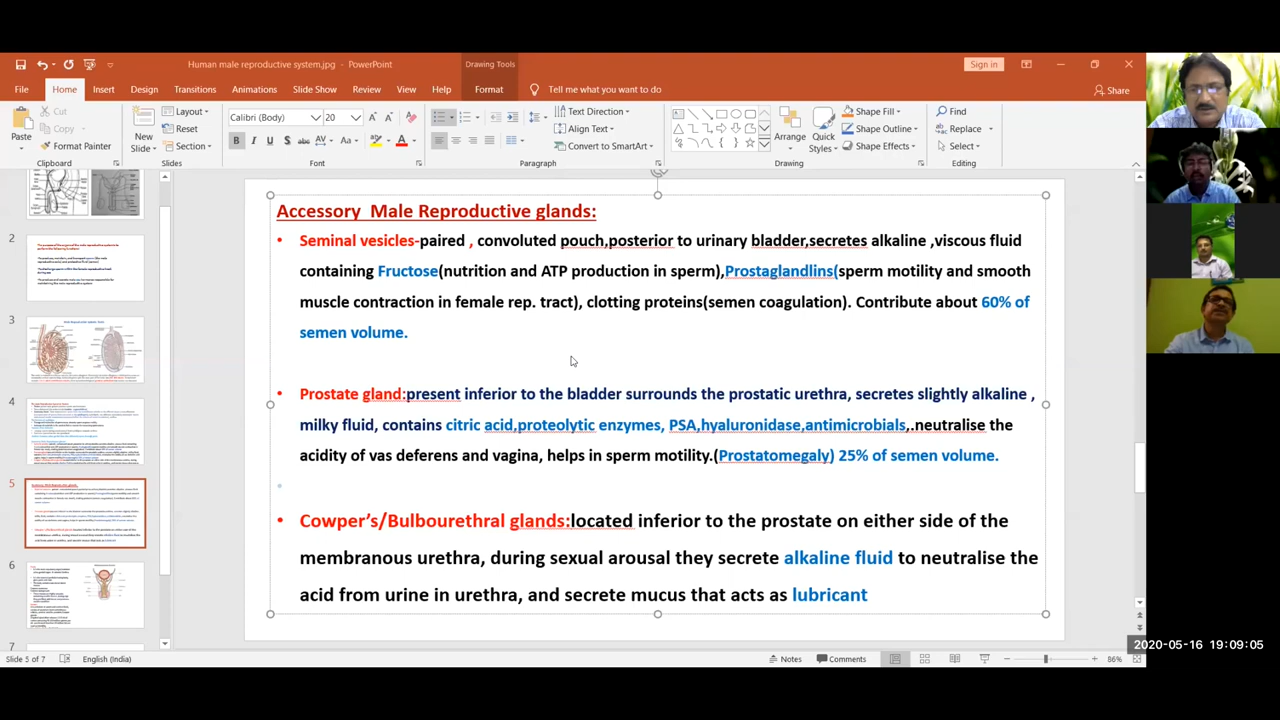 Human male reproductive system.jpg - PowerPoint
Drawing Tools
Sign in
File Home Insert Design Transitions Animations Slide Show Review View Help Format Tell me what you want to do Share
Paste
Cut
Copy
Format Painter
Clipboard
New Slide
Layout
Reset
Section
Slides
Calibri (Body) 20
Font
Text Direction
Align Text
Convert to SmartArt
Paragraph
Arrange
Quick Styles
Shape Fill
Shape Outline
Shape Effects
Drawing
Find
Replace
Select
Editing
2
3
4
5
6
7
Accessory Male Reproductive glands:
• Seminal vesicles-paired , convoluted pouch,posterior to urinary bladder,secretes alkaline ,viscous fluid
containing Fructose(nutrient and ATP production in sperm),Prostaglandlins(sperm motility and smooth
muscle contraction in female rep. tract), clotting proteins(semen coagulation). Contribute about 60% of
semen volume.
• Prostate gland:present inferior to the bladder surrounds the prostatic urethra, secretes slightly alkaline ,
milky fluid, contains citric acid,proteolytic enzymes, PSA,hyaluronidase,antimicrobials,,neutralise the
acidity of vas deferens and vagina, helps in sperm motility.(Prostatomegaly) 25% of semen volume.
• Cowper's/Bulbourethral glands:located inferior to the prostate on either side of the
membranous urethra, during sexual arousal they secrete alkaline fluid to neutralise the
acid from urine in urethra, and secrete mucus that acts as lubricant
Slide 5 of 7 English (India) Notes Comments 86%
2020-05-16 19:09:05